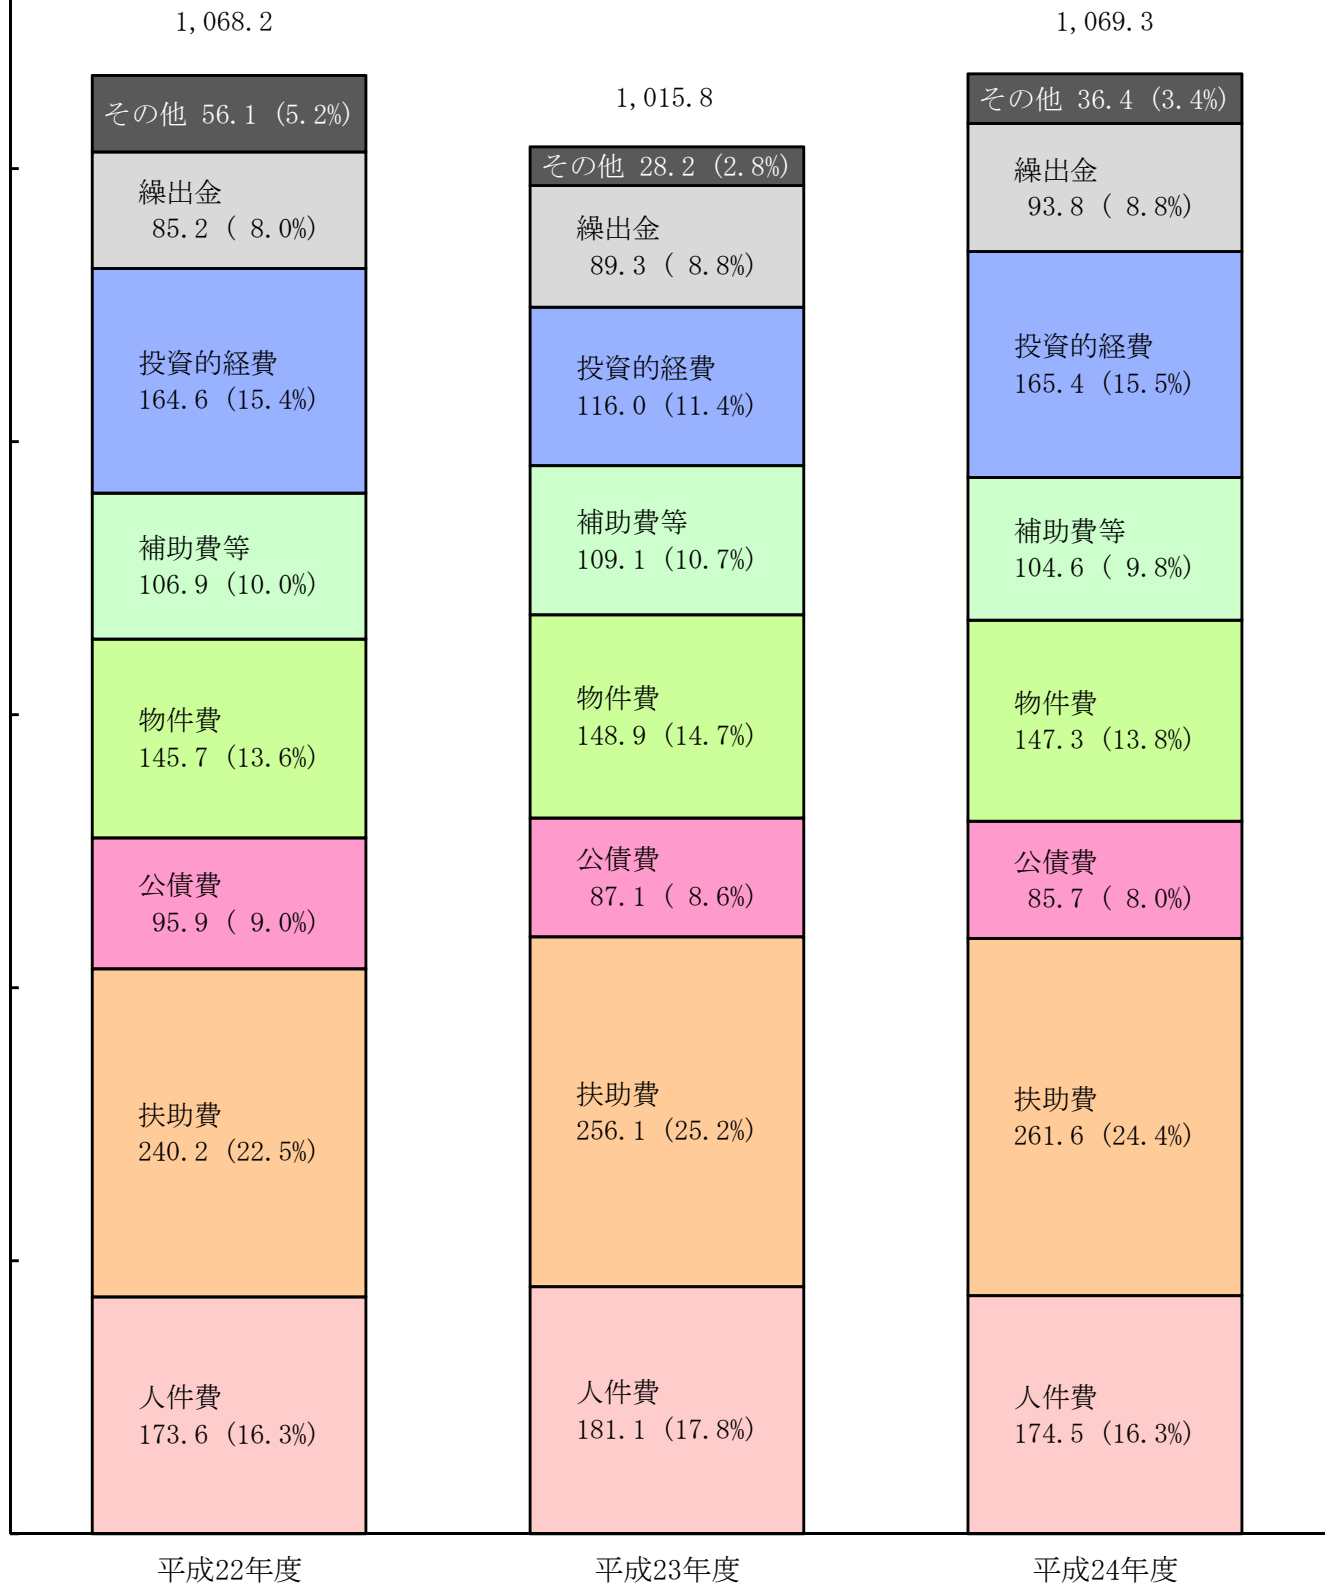 1,068.2
その他 56.1 (5.2%)
繰出金
85.2 ( 8.0%)
投資的経費
164.6 (15.4%)
補助費等
106.9 (10.0%)
物件費
145.7 (13.6%)
公債費
95.9 ( 9.0%)
扶助費
240.2 (22.5%)
人件費
173.6 (16.3%)
平成22年度
1,015.8
その他 28.2 (2.8%)
繰出金
89.3 ( 8.8%)
投資的経費
116.0 (11.4%)
補助費等
109.1 (10.7%)
物件費
148.9 (14.7%)
公債費
87.1 ( 8.6%)
扶助費
256.1 (25.2%)
人件費
181.1 (17.8%)
平成23年度
1,069.3
その他 36.4 (3.4%)
繰出金
93.8 ( 8.8%)
投資的経費
165.4 (15.5%)
補助費等
104.6 ( 9.8%)
物件費
147.3 (13.8%)
公債費
85.7 ( 8.0%)
扶助費
261.6 (24.4%)
人件費
174.5 (16.3%)
平成24年度